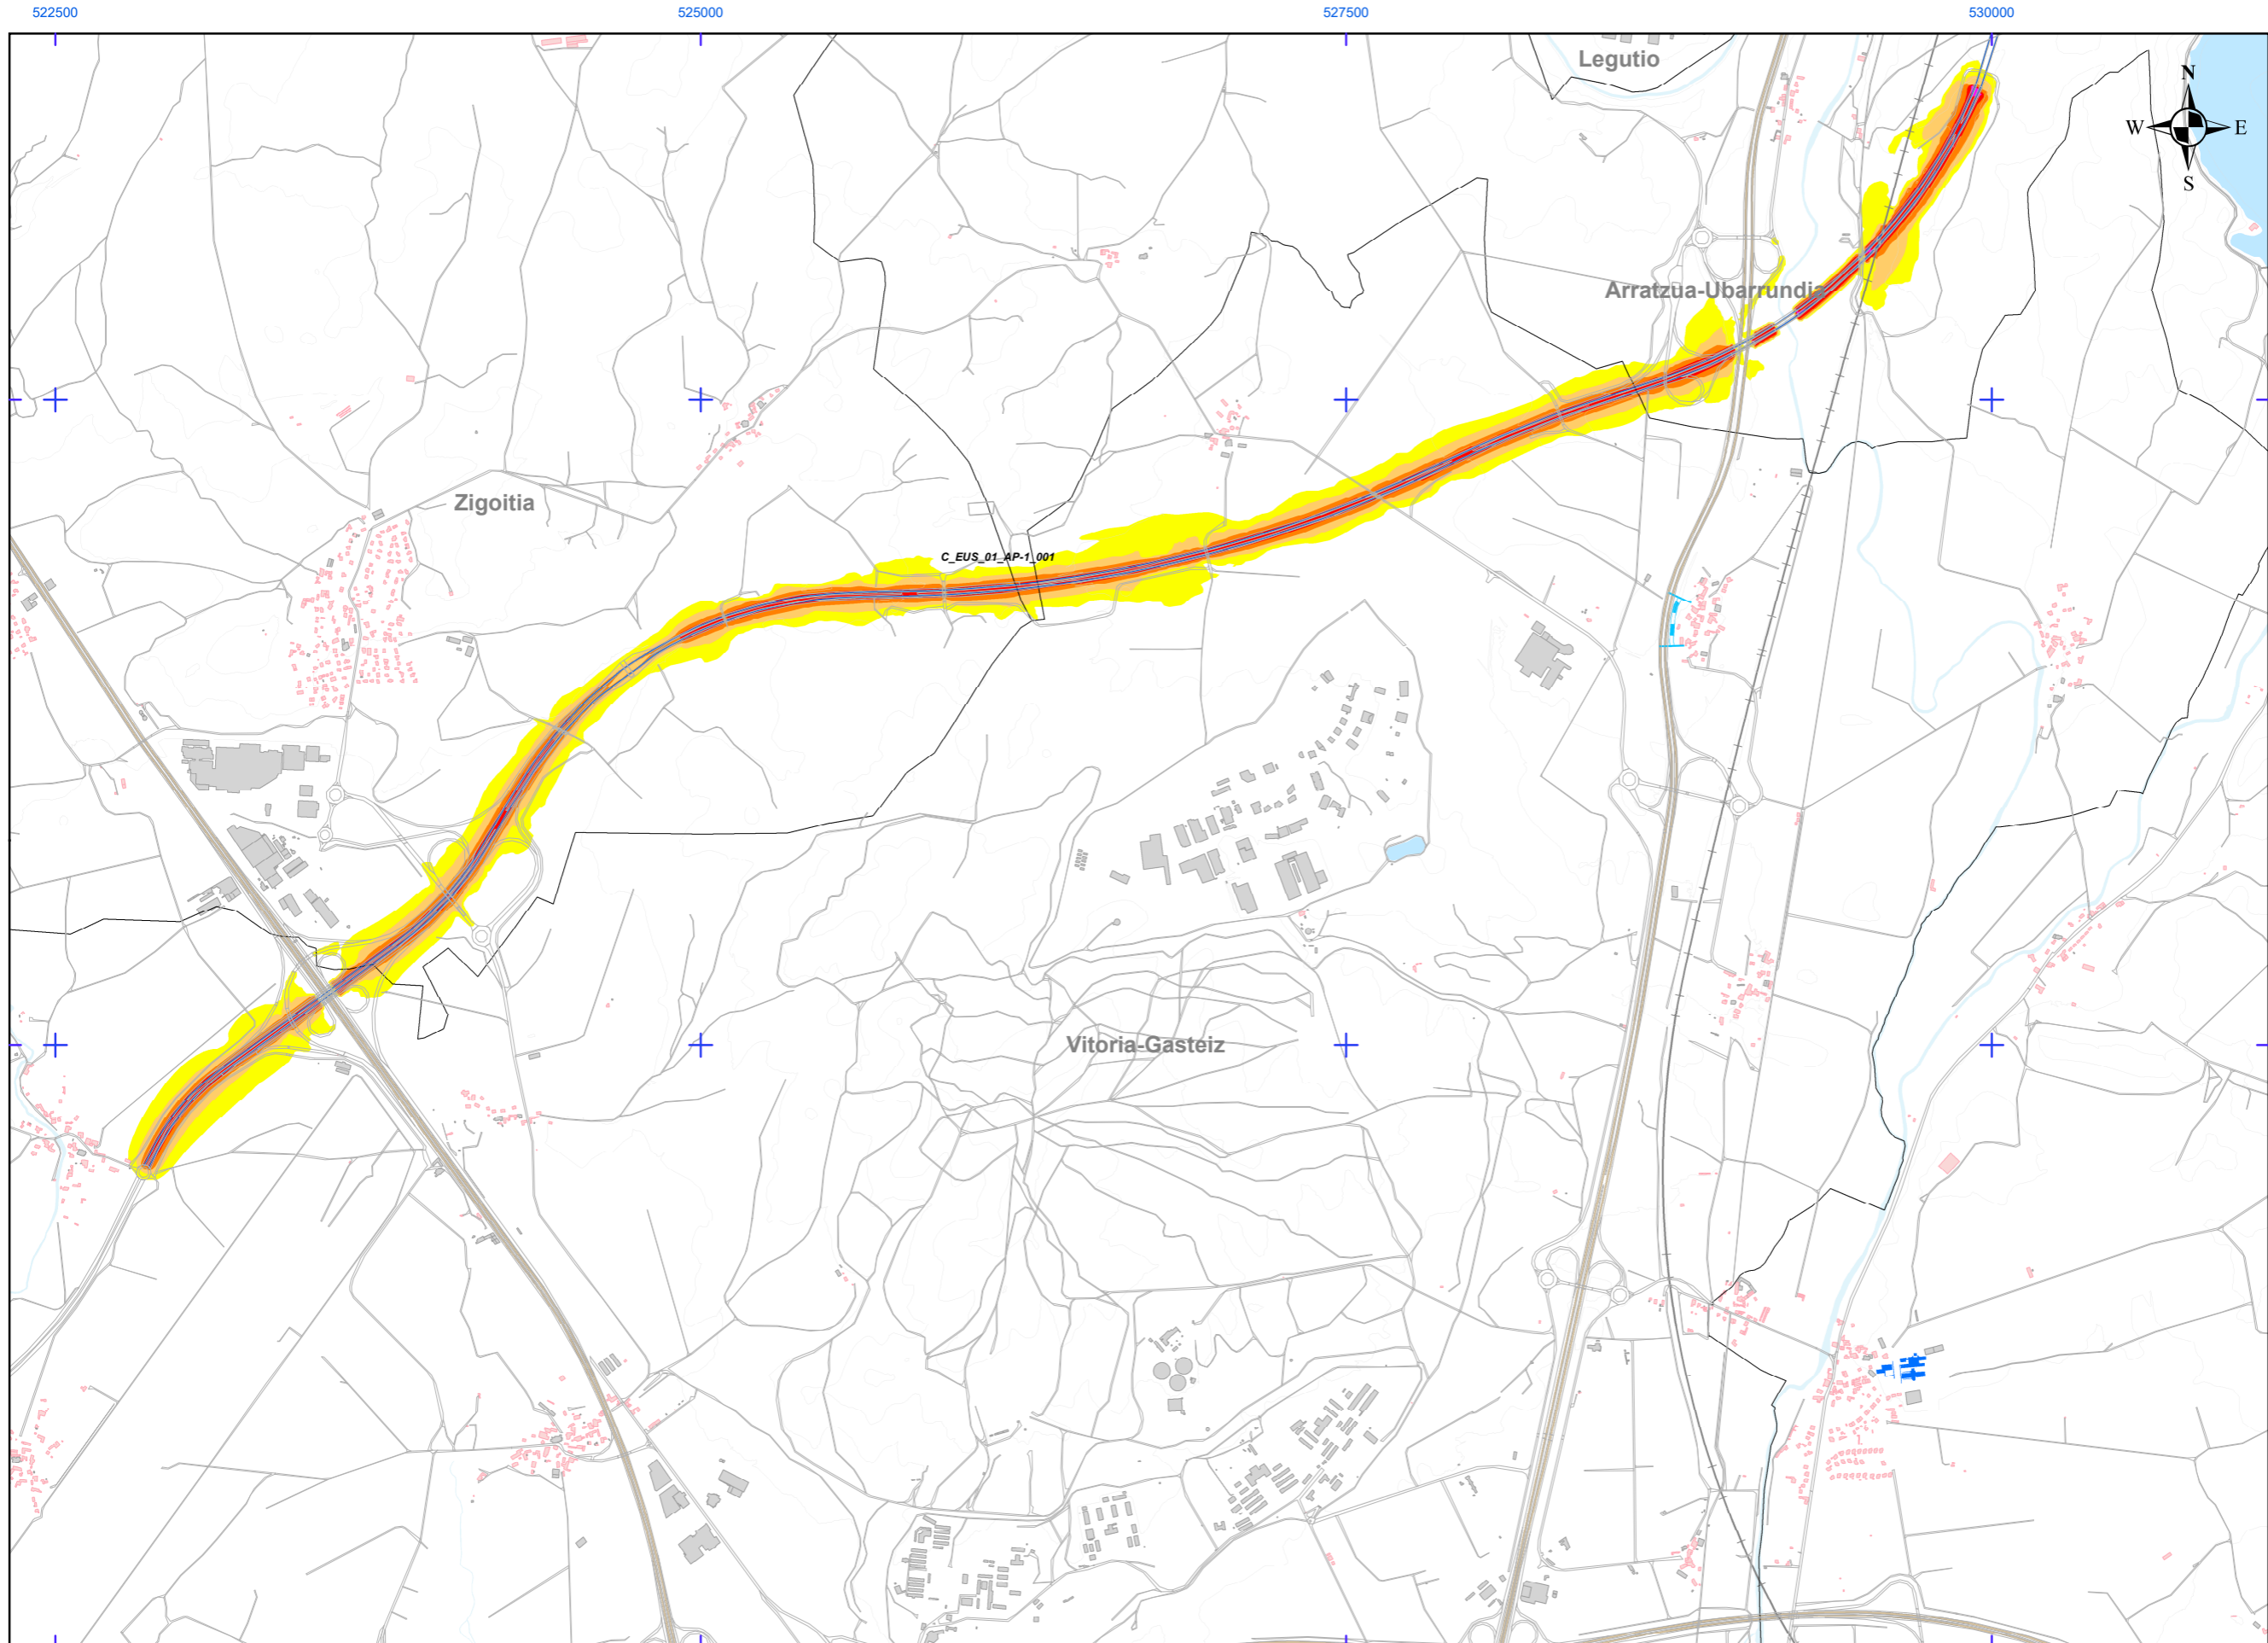 522500
525000
527500
530000
Legutio
N
W
E
S
Arratzua-Ubarrundia
Zigoitia
C_EUS_01_AP-1_001
Vitoria-Gasteiz